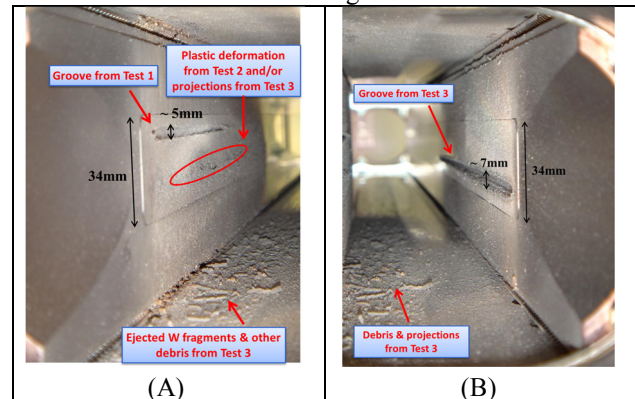 Plastic deformation
from Test 2 and/or
projections from Test 3
Groove from Test 1
~ 5mm
34mm
Ejected W fragments & other
debris from Test 3
(A)
Groove from Test 3
~ 7mm
34mm
Debris & projections
from Test 3
(B)